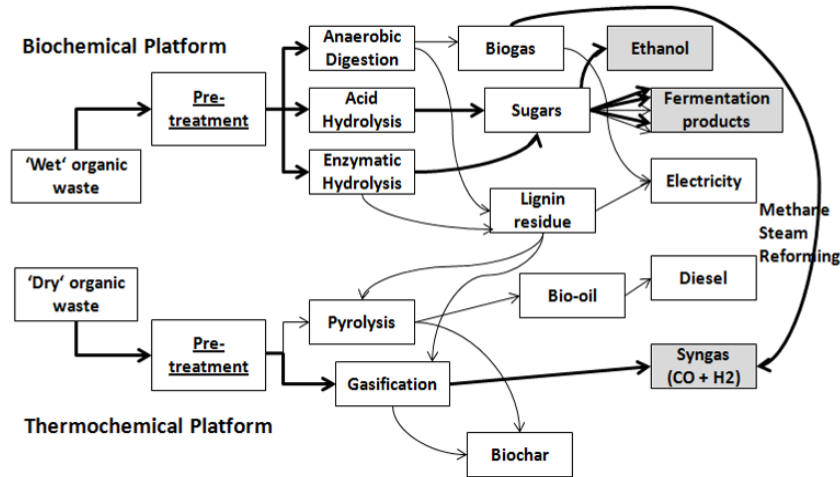 Biochemical Platform
Anaerobic
Digestion
Biogas
Ethanol
Pre-
treatment
Acid
Hydrolysis
Sugars
Fermentation
products
‘Wet‘ organic
waste
Enzymatic
Hydrolysis
Electricity
Lignin
residue
Methane
Steam
Reforming
‘Dry‘ organic
waste
Bio-oil
Diesel
Pyrolysis
Pre-
treatment
Gasification
Syngas
(CO + H2)
Thermochemical Platform
Biochar